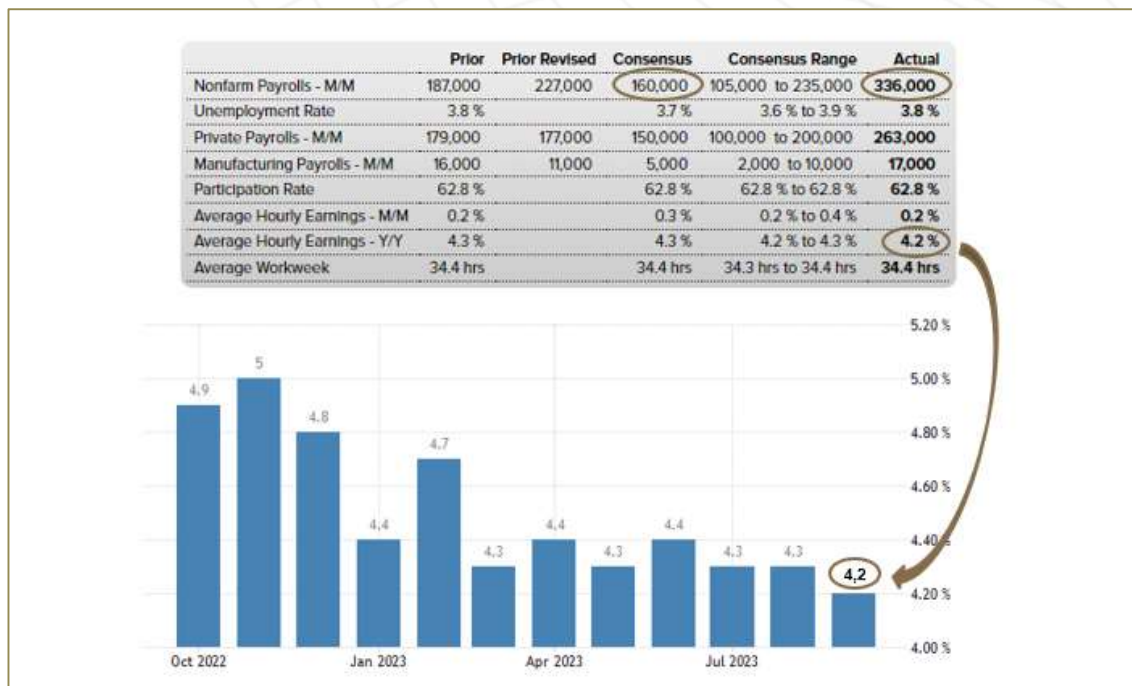 Prior Prior Revised Consensus Consensus Range Actual
Nonfarm Payrolls - M/M 187,000 227,000 160,000 105,000 to 235,000 336,000
Unemployment Rate 3.8 % 3.7 % 3.6 % to 3.9 % 3.8 %
Private Payrolls - M/M 179,000 177,000 150,000 100,000 to 200,000 263,000
Manufacturing Payrolls - M/M 16,000 11,000 5,000 2,000 to 10,000 17,000
Participation Rate 62.8 % 62.8 % 62.8 % to 62.8 % 62.8 %
Average Hourly Earnings - M/M 0.2 % 0.3 % 0.2 % to 0.4 % 0.2 %
Average Hourly Earnings - Y/Y 4.3 % 4.3 % 4.2 % to 4.3 % 4.2 %
Average Workweek 34.4 hrs 34.4 hrs 34.3 hrs to 34.4 hrs 34.4 hrs
5.20 %
5
5.00 %
4.9
4.8
4.80 %
4.7
4.60 %
4.4 4.4 4.4
4.40 %
4.3 4.3 4.3 4.3
4,2
4.20 %
4.00 %
Oct 2022 Jan 2023 Apr 2023 Jul 2023